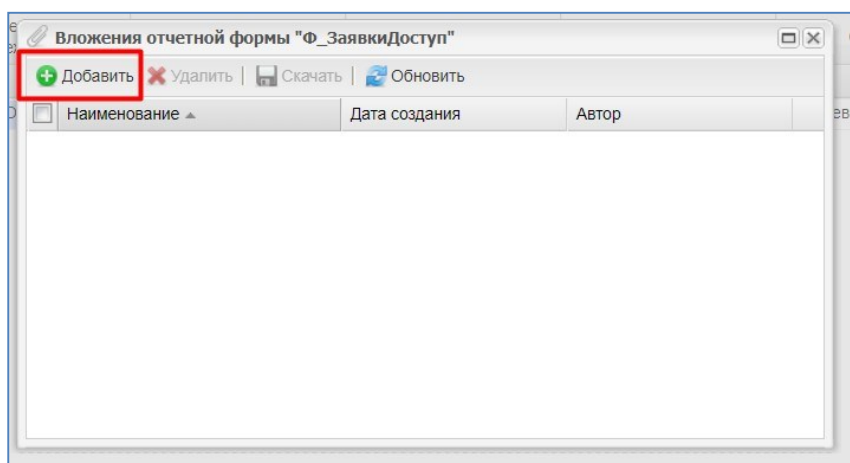 Вложения отчетной формы "Ф_ЗаявкиДоступ"
Добавить Удалить Скачать Обновить
Наименование Дата создания Автор